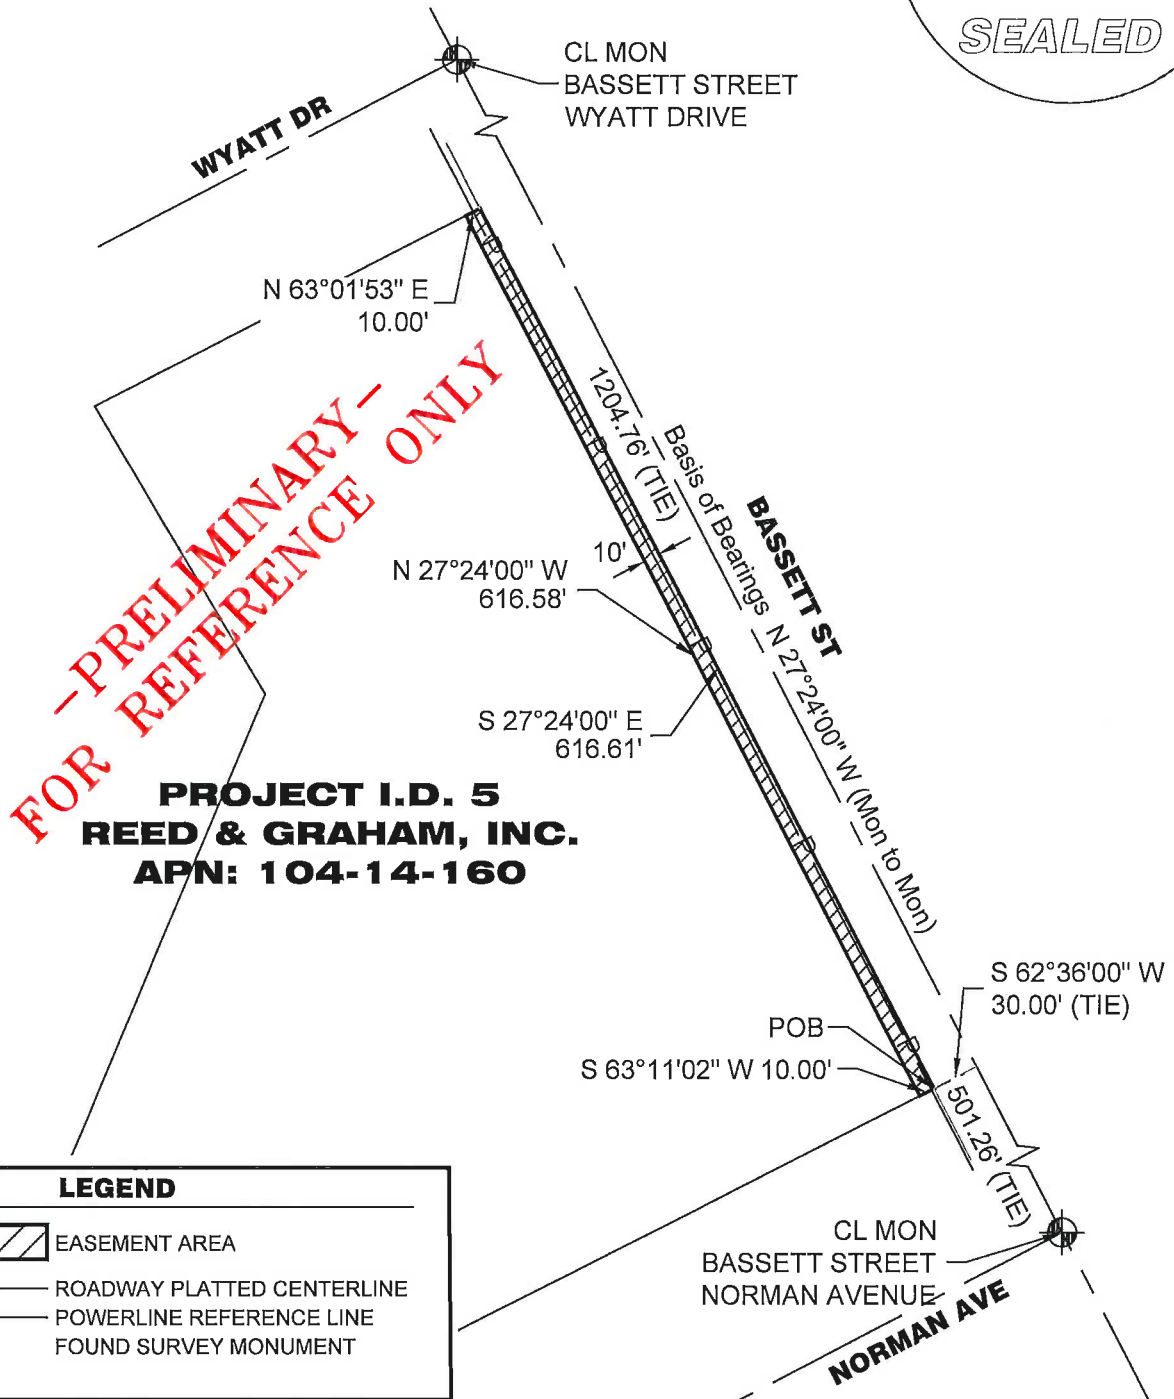 SEALED
CL MON
BASSETT STREET
WYATT DRIVE
WYATT DR
N 63°01'53" E
10.00'
1204.76' (TIE)
Basis of Bearings N 27°24'00" W (Mon to Mon)
BASSETT ST
-PRELIMINARY-
FOR REFERENCE ONLY
10'
N 27°24'00" W
616.58'
S 27°24'00" E
616.61'
PROJECT I.D. 5
REED & GRAHAM, INC.
APN: 104-14-160
S 62°36'00" W
30.00' (TIE)
POB
S 63°11'02" W 10.00'
501.26' (TIE)
CL MON
BASSETT STREET
NORMAN AVENUE
NORMAN AVE
LEGEND
EASEMENT AREA
ROADWAY PLATTED CENTERLINE
POWERLINE REFERENCE LINE
FOUND SURVEY MONUMENT